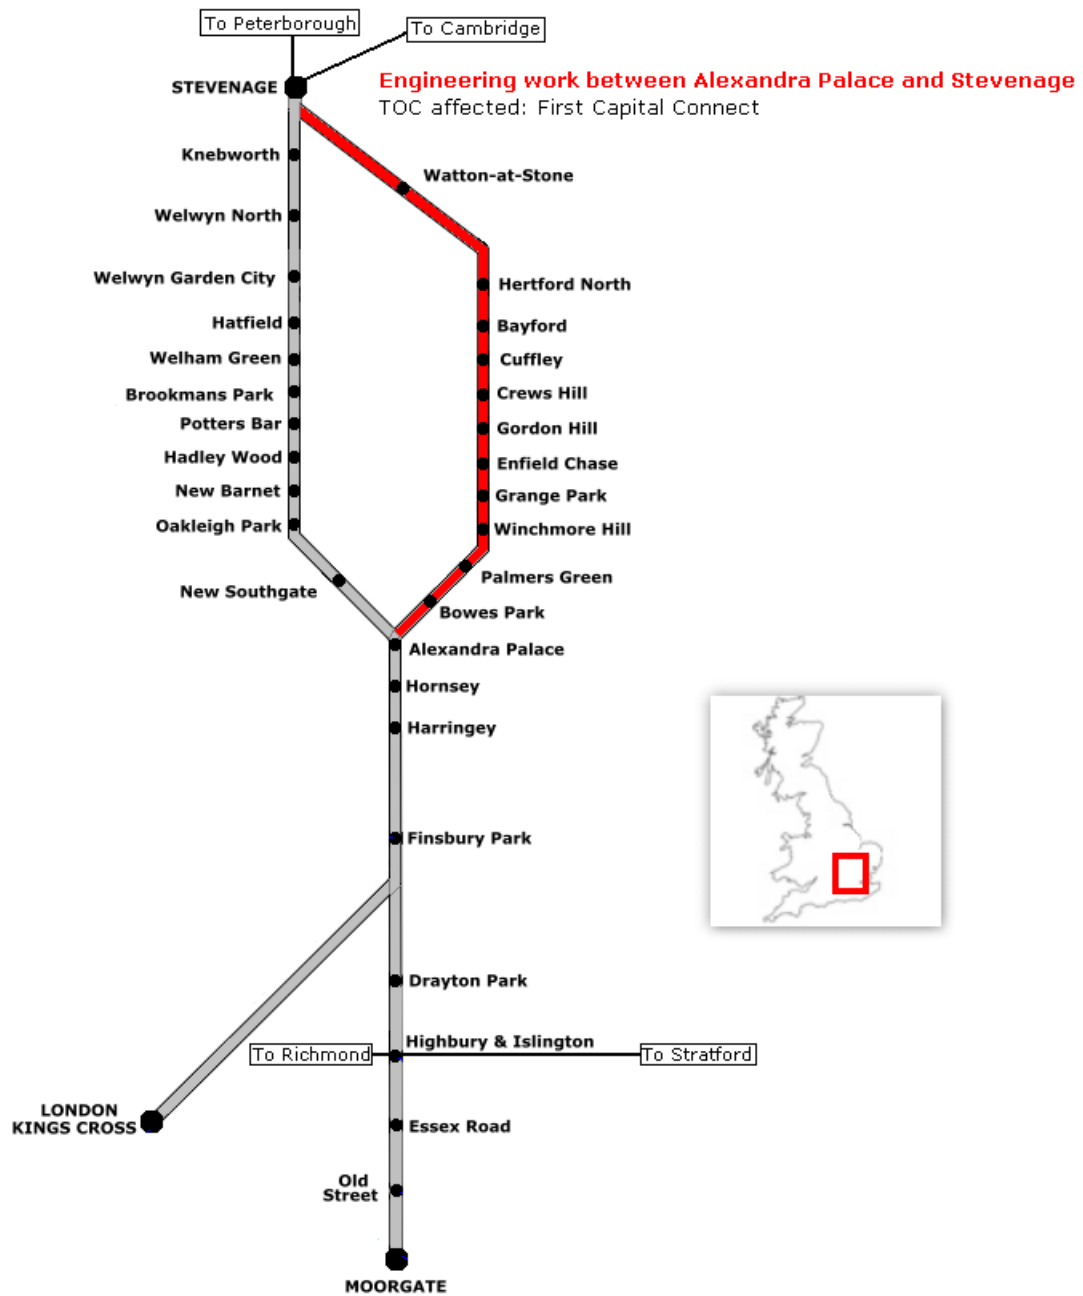 To Peterborough
To Cambridge
STEVENAGE
Engineering work between Alexandra Palace and Stevenage
TOC affected: First Capital Connect
Knebworth
Watton-at-Stone
Welwyn North
Welwyn Garden City
Hertford North
Hatfield
Bayford
Welham Green
Cuffley
Brookmans Park
Crews Hill
Potters Bar
Gordon Hill
Hadley Wood
Enfield Chase
New Barnet
Grange Park
Oakleigh Park
Winchmore Hill
New Southgate
Palmers Green
Bowes Park
Alexandra Palace
Hornsey
Harringey
Finsbury Park
Drayton Park
Highbury & Islington
To Richmond
To Stratford
LONDON
KINGS CROSS
Essex Road
Old
Street
MOORGATE